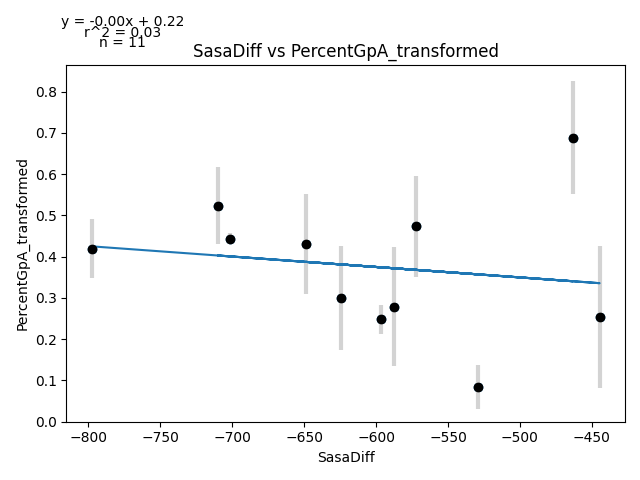 y = -0.00x + 0.22
r^2 = 0.03
n = 11
SasaDiff vs PercentGpA_transformed
PercentGpA_transformed
0.8
0.7
0.6
0.5
0.4
0.3
0.2
0.1
0.0
−800
−750
−700
−650
−600
−550
−500
−450
SasaDiff